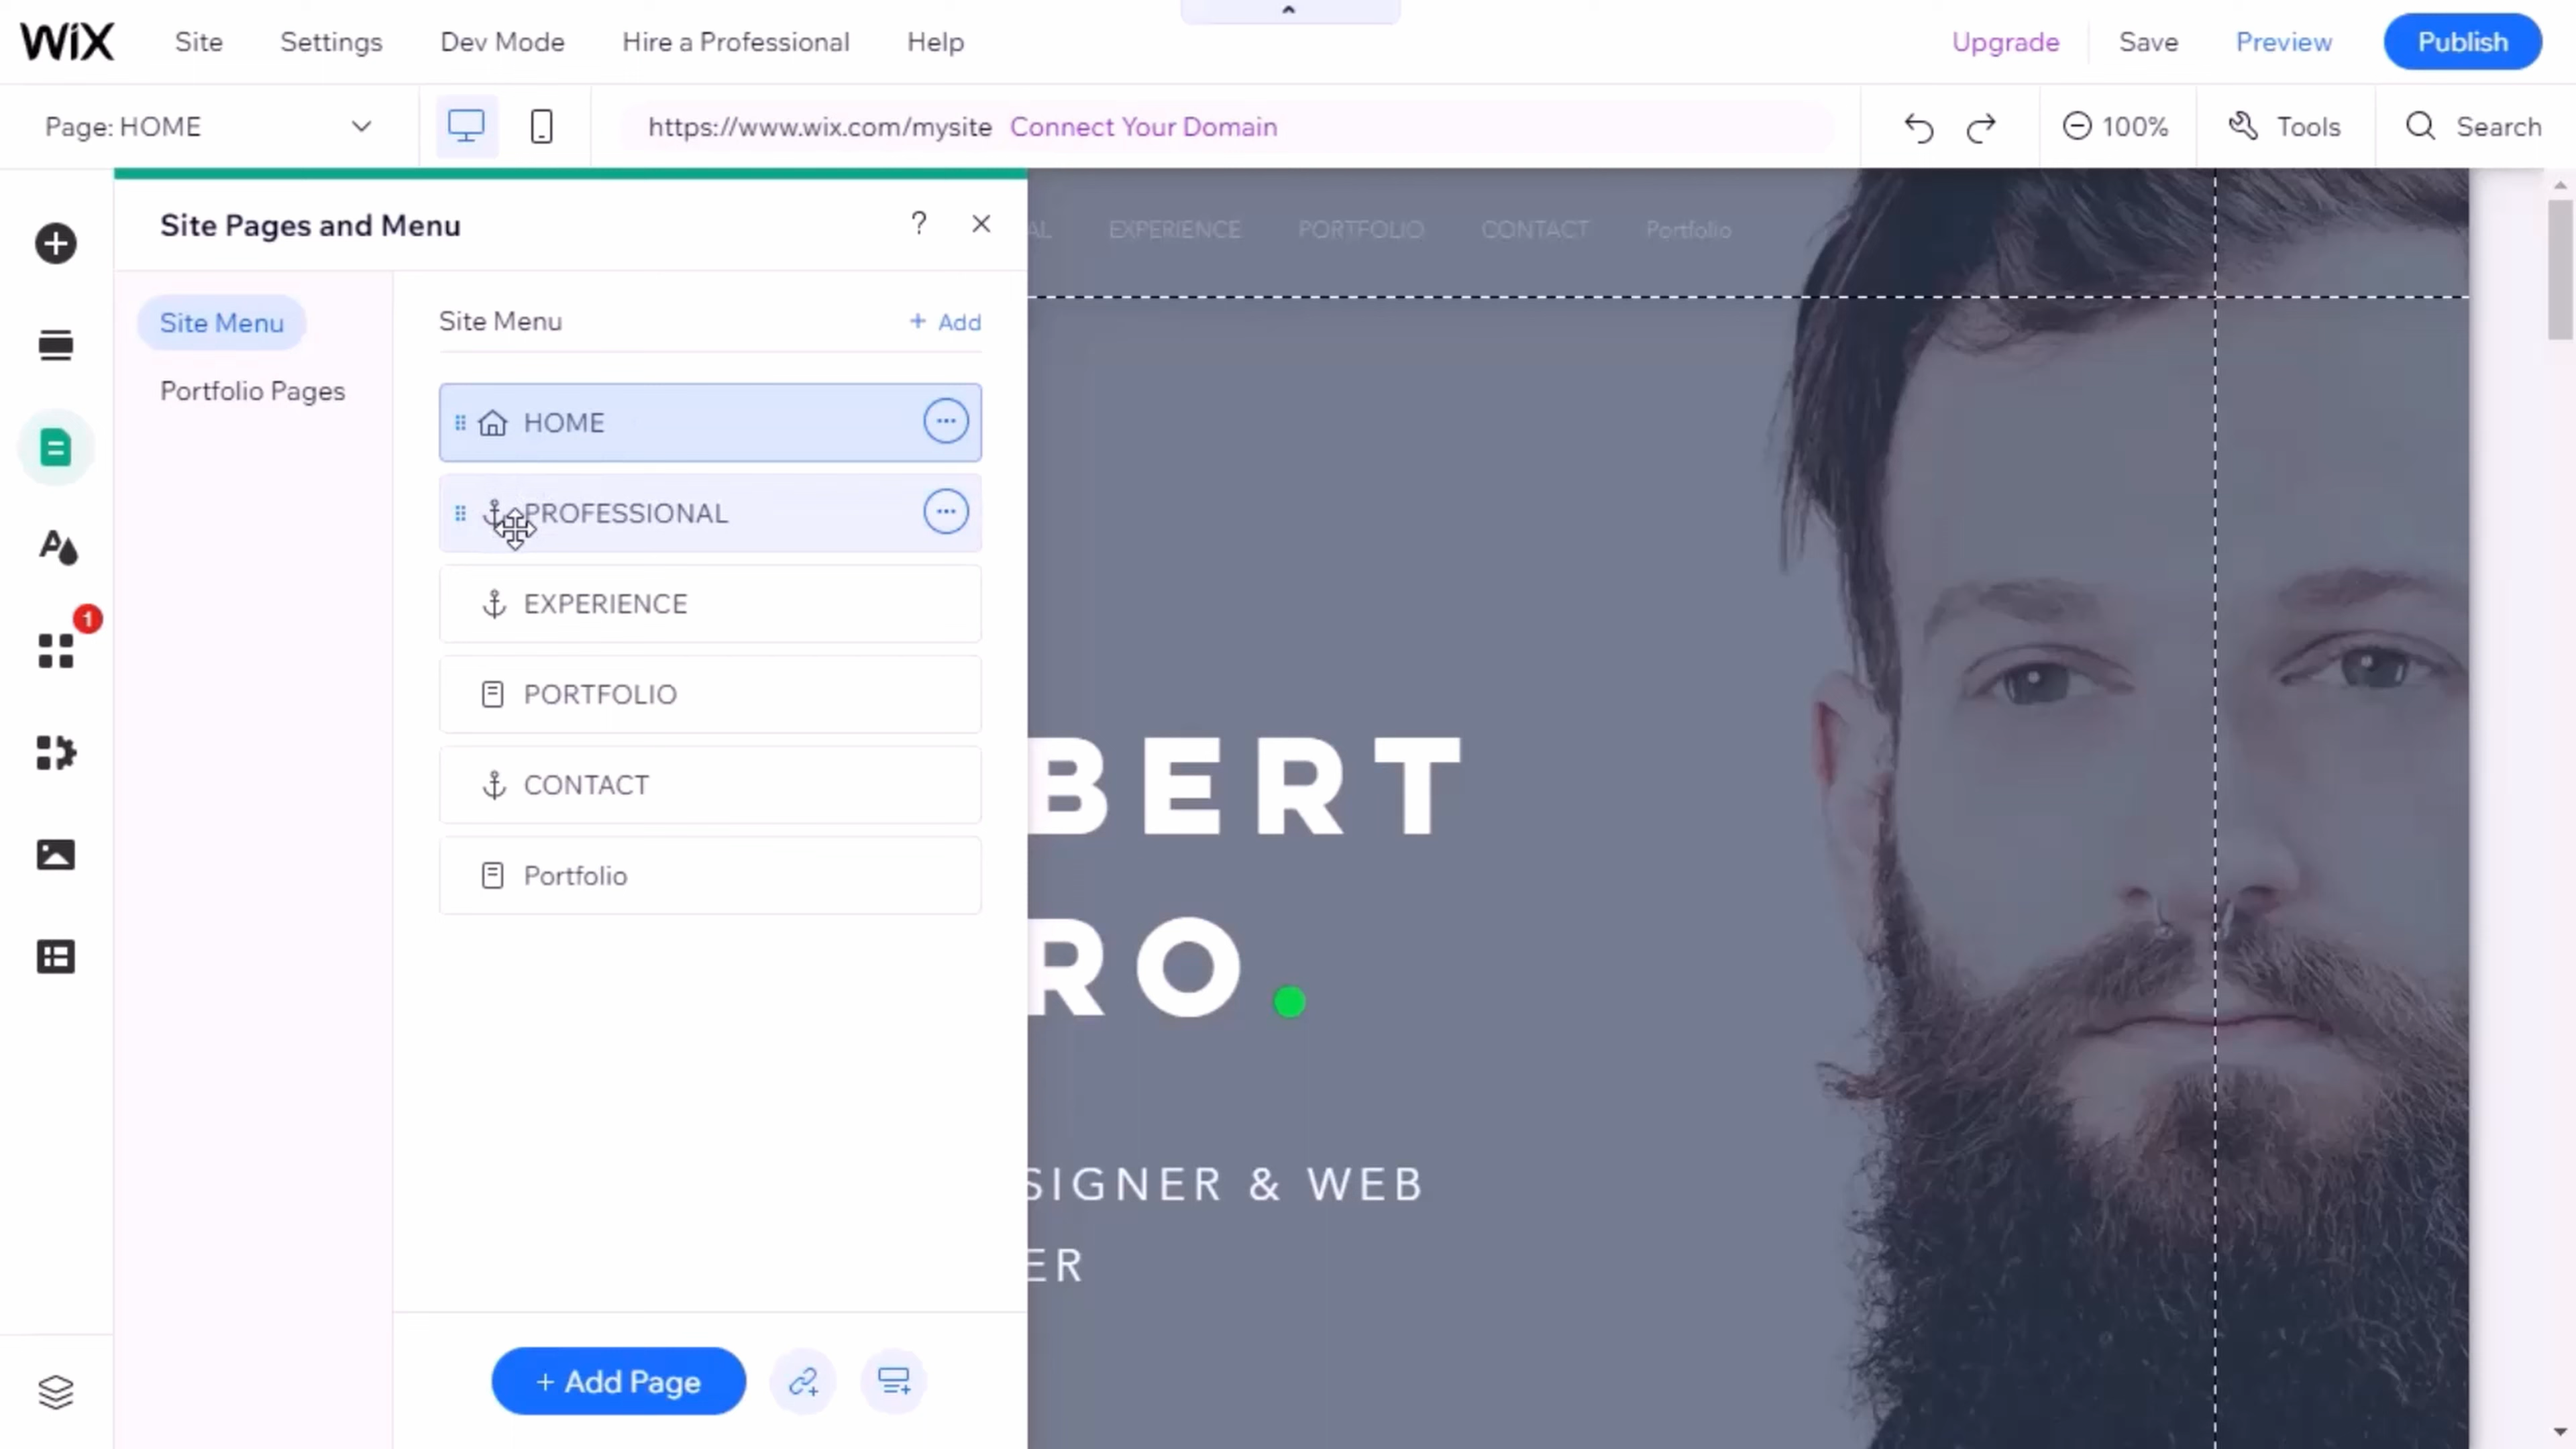 WiX Site Settings Dev Mode Hire a Professional Help Upgrade Save Preview Publish
Page: HOME https://www.wix.com/mysite Connect Your Domain 100% Tools Search
Site Pages and Menu ?
Site Menu
Portfolio Pages
Site Menu + Add
HOME
PROFESSIONAL
EXPERIENCE
PORTFOLIO
CONTACT
Portfolio
+ Add Page
1
AL EXPERIENCE PORTFOLIO CONTACT Portfolio
BERT
RO.
SIGNER & WEB
ER